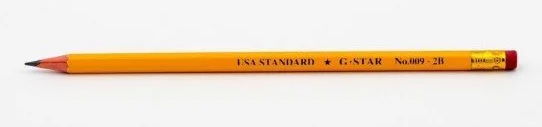 USA STANDARD ★ G-STAR No.009 - 2B